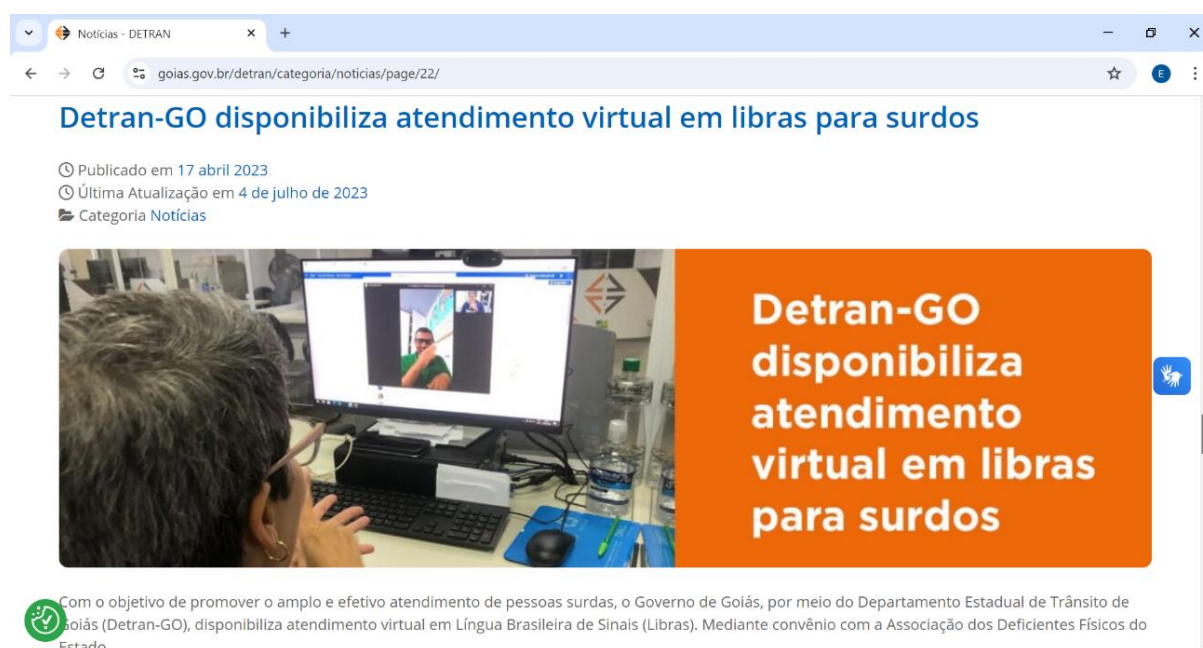 Notícias - DETRAN
goias.gov.br/detran/categoria/noticias/page/22/
E
Detran-GO disponibiliza atendimento virtual em libras para surdos
Publicado em 17 abril 2023
Última Atualização em 4 de julho de 2023
Categoria Notícias
Detran-GO
disponibiliza
atendimento
virtual em libras
para surdos
Com o objetivo de promover o amplo e efetivo atendimento de pessoas surdas, o Governo de Goiás, por meio do Departamento Estadual de Trânsito de
Goiás (Detran-GO), disponibiliza atendimento virtual em Língua Brasileira de Sinais (Libras). Mediante convênio com a Associação dos Deficientes Físicos do
Estado